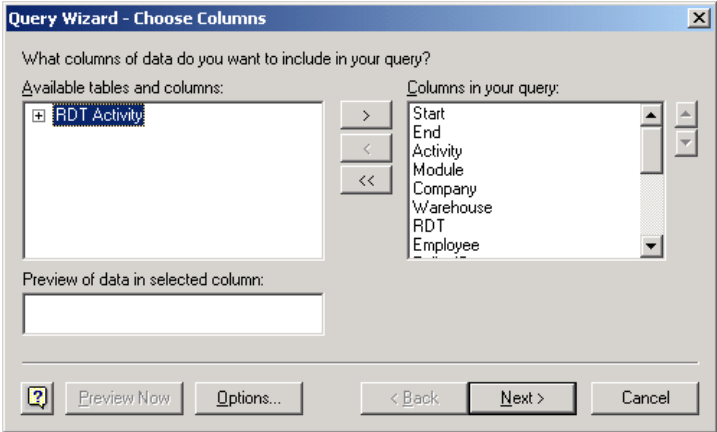 Query Wizard - Choose Columns
What columns of data do you want to include in your query?
Available tables and columns:
Columns in your query:
RDT Activity
>
<
<<
Start
End
Activity
Module
Company
Warehouse
RDT
Employee
Preview of data in selected column:
?
Preview Now
Options...
< Back
Next >
Cancel